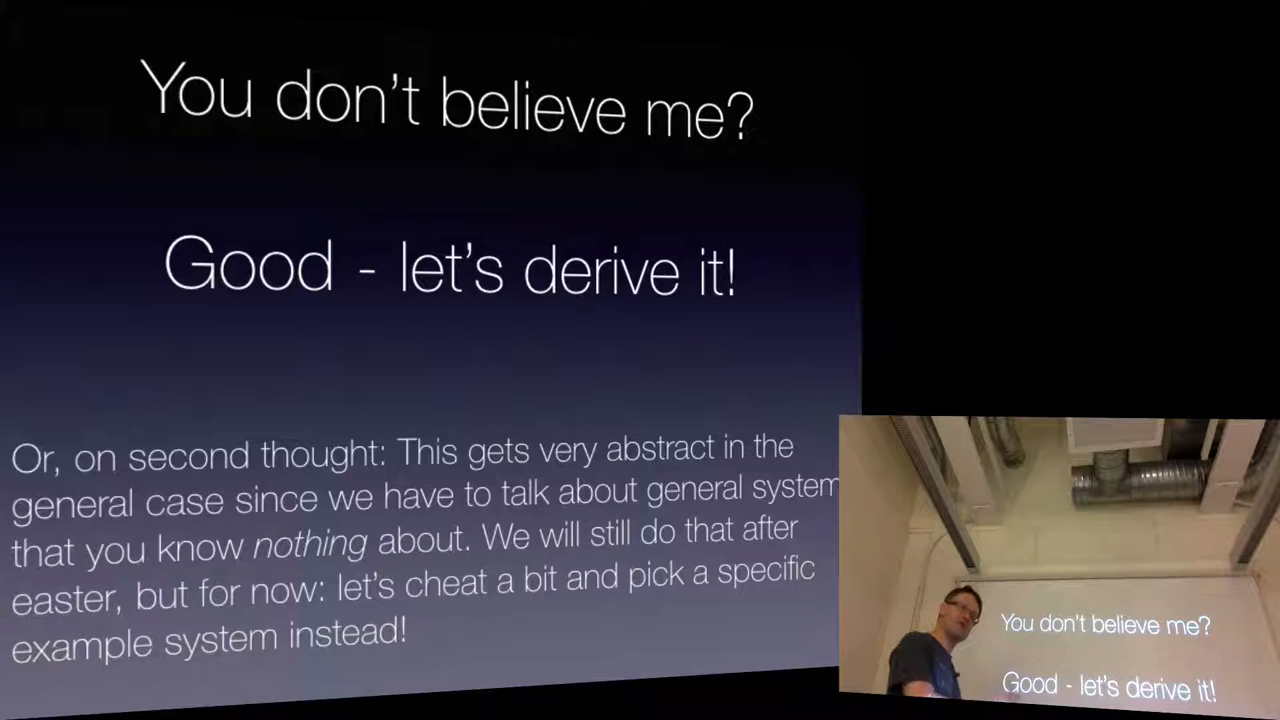 You don't believe me?
Good - let's derive it!
Or, on second thought: This gets very abstract in the
general case since we have to talk about general system
that you know nothing about. We will still do that after
easter, but for now: let's cheat a bit and pick a specific
example system instead!
You don't believe me?
Good - let's derive it!